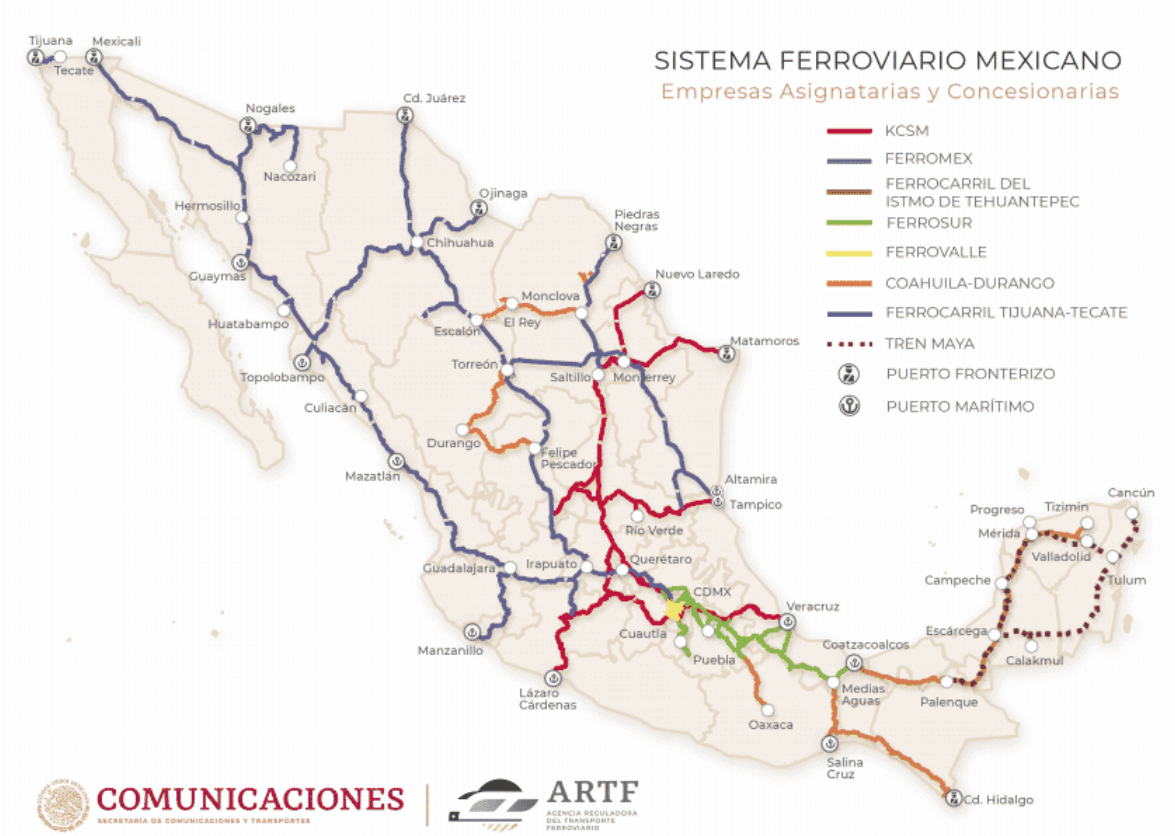 Tijuana
Mexicali
Tecate
SISTEMA FERROVIARIO MEXICANO
Empresas Asignatarias y Concesionarias
Nogales
Cd. Juárez
KCSM
FERROMEX
FERROCARRIL DEL
ISTMO DE TEHUANTEPEC
FERROSUR
FERROVALLE
COAHUILA-DURANGO
FERROCARRIL TIJUANA-TECATE
TREN MAYA
PUERTO FRONTERIZO
PUERTO MARÍTIMO
Nacozari
Hermosillo
Ojinaga
Piedras
Negras
Chihuahua
Guaymas
Nuevo Laredo
Monclova
Huatabampo
Escalón
El Rey
Matamoros
Torreón
Saltillo
Monterrey
Topolobampo
Culiacán
Durango
Felipe
Pescador
Mazatlán
Altamira
Tampico
Río Verde
Cancún
Progreso
Tizimin
Mérida
Valladolid
Tulum
Querétaro
Guadalajara
Irapuato
Campeche
CDMX
Veracruz
Cuautla
Escárcega
Manzanillo
Puebla
Coatzacoalcos
Calakmul
Lázaro
Cárdenas
Medias
Aguas
Palenque
Oaxaca
Salina
Cruz
Cd. Hidalgo
COMUNICACIONES
SECRETARÍA DE COMUNICACIONES Y TRANSPORTES
ARTF
AGENCIA REGULADORA
DEL TRANSPORTE
FERROVIARIO